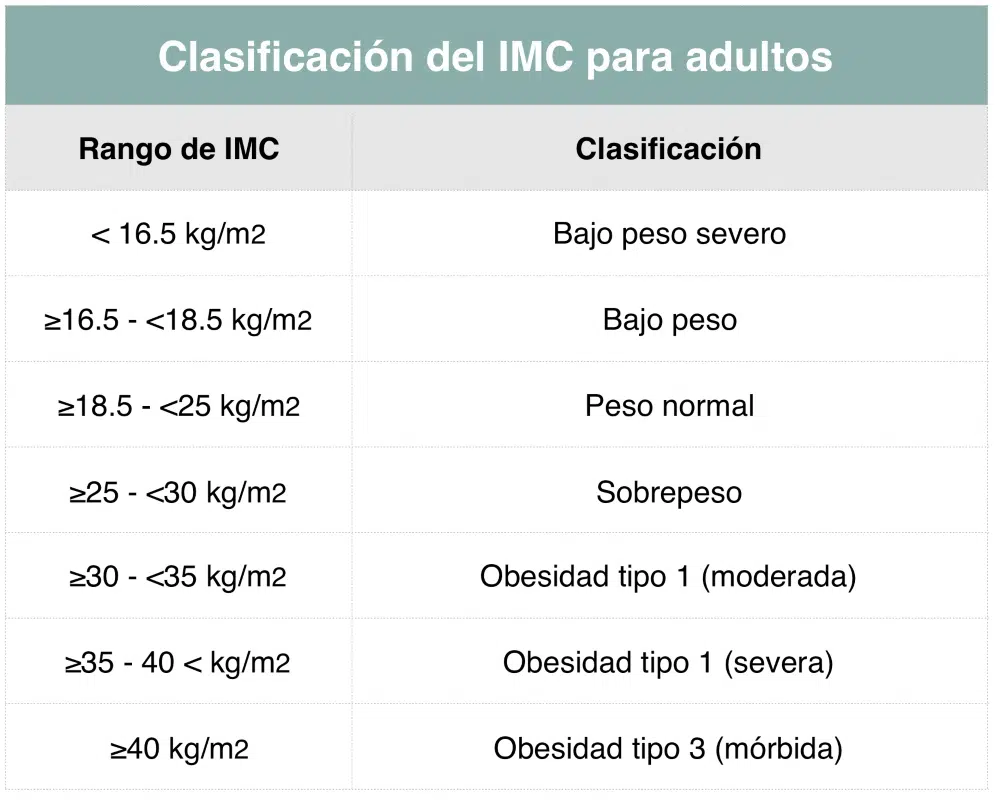 Clasificación del IMC para adultos
Rango de IMC Clasificación
< 16.5 kg/m2 Bajo peso severo
≥16.5 - <18.5 kg/m2 Bajo peso
≥18.5 - <25 kg/m2 Peso normal
≥25 - <30 kg/m2 Sobrepeso
≥30 - <35 kg/m2 Obesidad tipo 1 (moderada)
≥35 - 40 < kg/m2 Obesidad tipo 1 (severa)
≥40 kg/m2 Obesidad tipo 3 (mórbida)